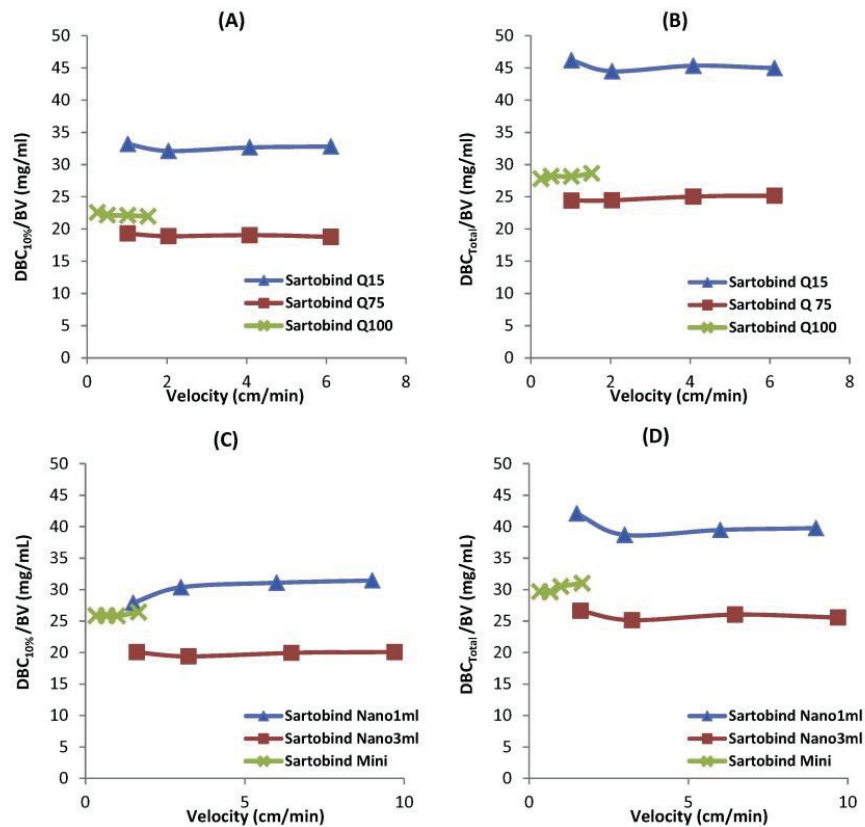 (A)
50
45
40
35
30
25
20
15
10
5
0
DBC10%/BV (mg/ml)
Sartobind Q15
Sartobind Q75
Sartobind Q100
0 2 4 6 8
Velocity (cm/min)
(B)
50
45
40
35
30
25
20
15
10
5
0
DBCTotal/BV (mg/ml)
Sartobind Q15
Sartobind Q 75
Sartobind Q100
0 2 4 6 8
Velocity (cm/min)
(C)
50
45
40
35
30
25
20
15
10
5
0
DBC10%/BV (mg/mL)
Sartobind Nano1ml
Sartobind Nano3ml
Sartobind Mini
0 5 10
Velocity (cm/min)
(D)
50
45
40
35
30
25
20
15
10
5
0
DBCTotal/BV (mg/mL)
Sartobind Nano1ml
Sartobind Nano3ml
Sartobind Mini
0 5 10
Velocity (cm/min)